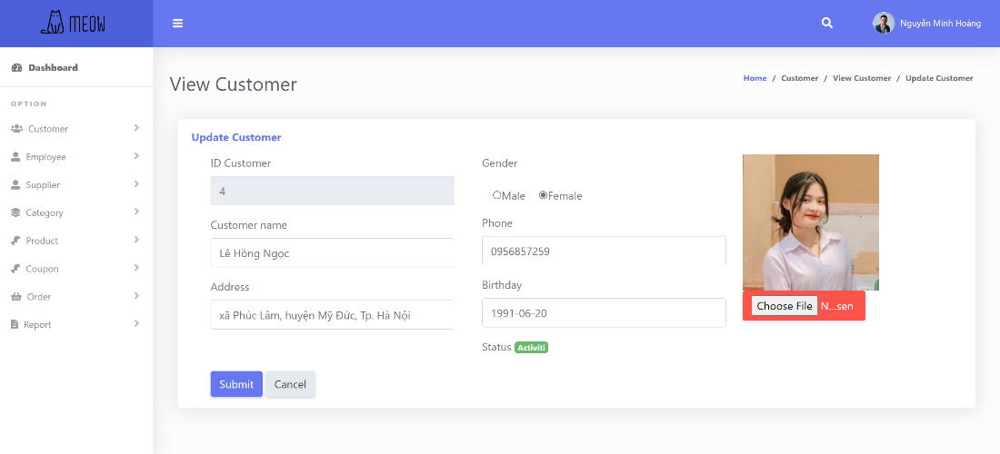 MEOW
Nguyễn Minh Hoàng
Dashboard
OPTION
Customer
Employee
Supplier
Category
Product
Coupon
Order
Report
View Customer
Home / Customer / View Customer / Update Customer
Update Customer
ID Customer
4
Customer name
Lê Hồng Ngọc
Address
xã Phúc Lâm, huyện Mỹ Đức, Tp. Hà Nội
Gender
Male Female
Phone
0956857259
Birthday
1991-06-20
Status Activiti
Choose File N...sen
Submit Cancel